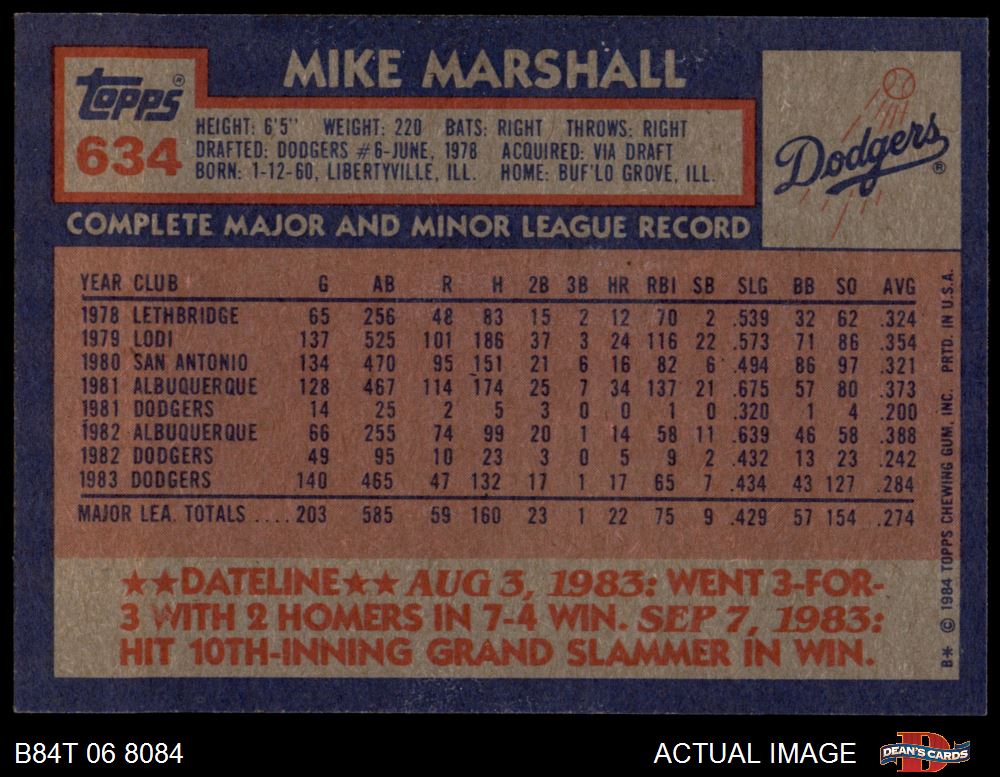 MIKE MARSHALL
Topps®
634
HEIGHT: 6'5" WEIGHT: 220 BATS: RIGHT THROWS: RIGHT
DRAFTED: DODGERS #6-JUNE, 1978 ACQUIRED: VIA DRAFT
BORN: 1-12-60, LIBERTYVILLE, ILL. HOME: BUF'LO GROVE, ILL.
Dodgers®
COMPLETE MAJOR AND MINOR LEAGUE RECORD
YEAR CLUB G AB R H 2B 3B HR RBI SB SLG BB SO AVG
1978 LETHBRIDGE 65 256 48 83 15 2 12 70 2 .539 32 62 .324
1979 LODI 137 525 101 186 37 3 24 116 22 .573 71 86 .354
1980 SAN ANTONIO 134 470 95 151 21 6 16 82 6 .494 86 97 .321
1981 ALBUQUERQUE 128 467 114 174 25 7 34 137 21 .675 57 80 .373
1981 DODGERS 14 25 2 5 3 0 0 1 0 .320 1 4 .200
1982 ALBUQUERQUE 66 255 74 99 20 1 14 58 11 .639 46 58 .388
1982 DODGERS 49 95 10 23 3 0 5 9 2 .432 13 23 .242
1983 DODGERS 140 465 47 132 17 1 17 65 7 .434 43 127 .284
MAJOR LEA. TOTALS .... 203 585 59 160 23 1 22 75 9 .429 57 154 .274
★★DATELINE★★ AUG 3, 1983: WENT 3-FOR-
3 WITH 2 HOMERS IN 7-4 WIN. SEP 7, 1983:
HIT 10TH-INNING GRAND SLAMMER IN WIN.
B* © 1984 TOPPS CHEWING GUM, INC. PRTD. IN U.S.A.
B84T 06 8084
ACTUAL IMAGE
DEAN'S CARDS